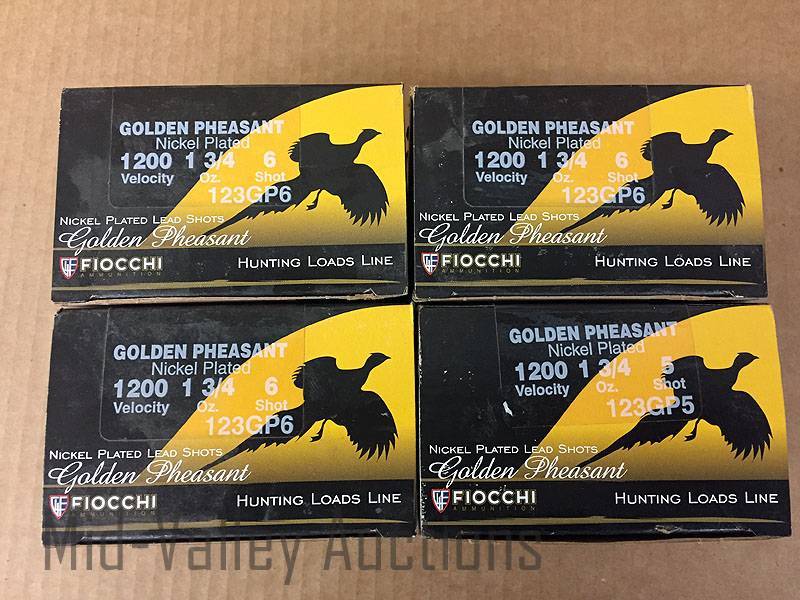 GOLDEN PHEASANT
Nickel Plated
1200 1 3/4 6
Velocity Oz. Shot
123GP6
NICKEL PLATED LEAD SHOTS
Golden Pheasant
FIOCCHI
AMMUNITION
HUNTING LOADS LINE
GOLDEN PHEASANT
Nickel Plated
1200 1 3/4 6
Velocity Oz. Shot
123GP6
NICKEL PLATED LEAD SHOTS
Golden Pheasant
FIOCCHI
AMMUNITION
HUNTING LOADS LINE
GOLDEN PHEASANT
Nickel Plated
1200 1 3/4 6
Velocity Oz. Shot
123GP6
NICKEL PLATED LEAD SHOTS
Golden Pheasant
FIOCCHI
AMMUNITION
HUNTING LOADS LINE
GOLDEN PHEASANT
Nickel Plated
1200 1 3/4 5
Velocity Oz. Shot
123GP5
NICKEL PLATED LEAD SHOTS
Golden Pheasant
FIOCCHI
AMMUNITION
HUNTING LOADS LINE
Mid-Valley Auctions